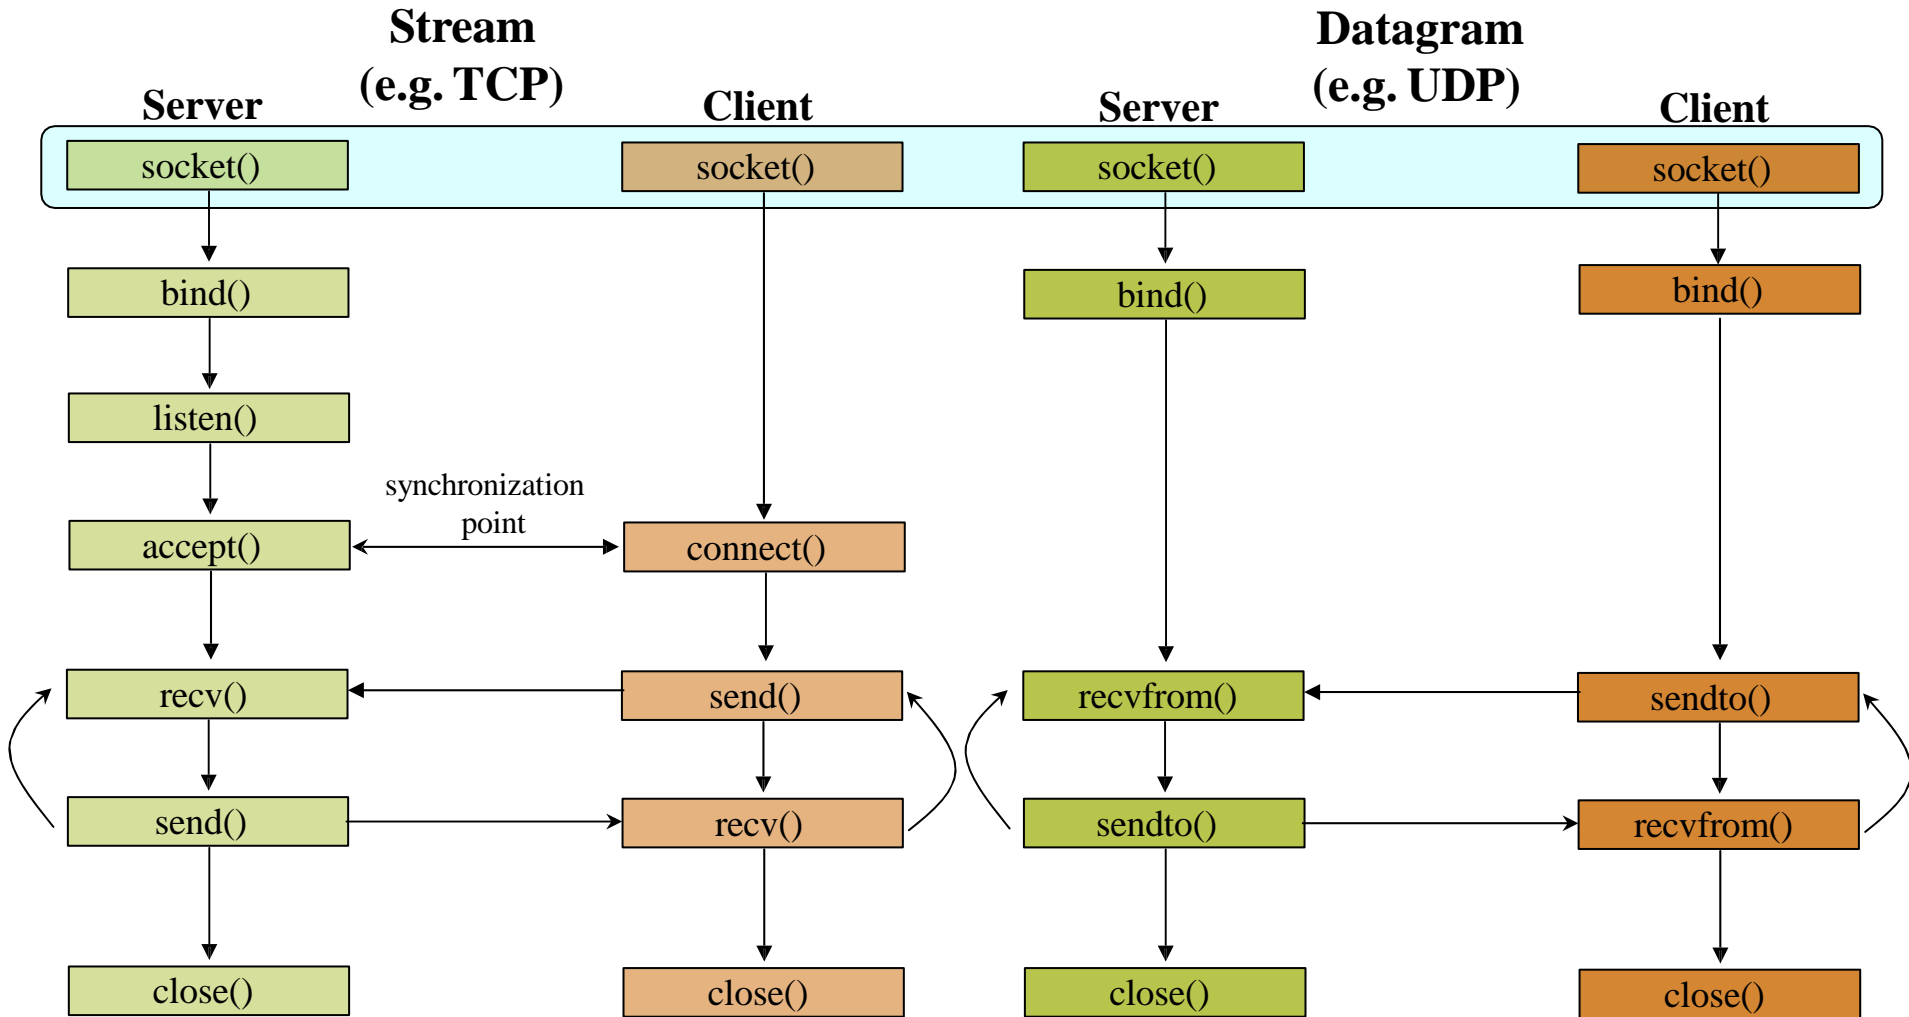 Stream
(e.g. TCP)
Datagram
(e.g. UDP)
Server
Client
Server
Client
socket()
socket()
socket()
socket()
bind()
bind()
bind()
listen()
synchronization
point
accept()
connect()
recv()
send()
recvfrom()
sendto()
send()
recv()
sendto()
recvfrom()
close()
close()
close()
close()